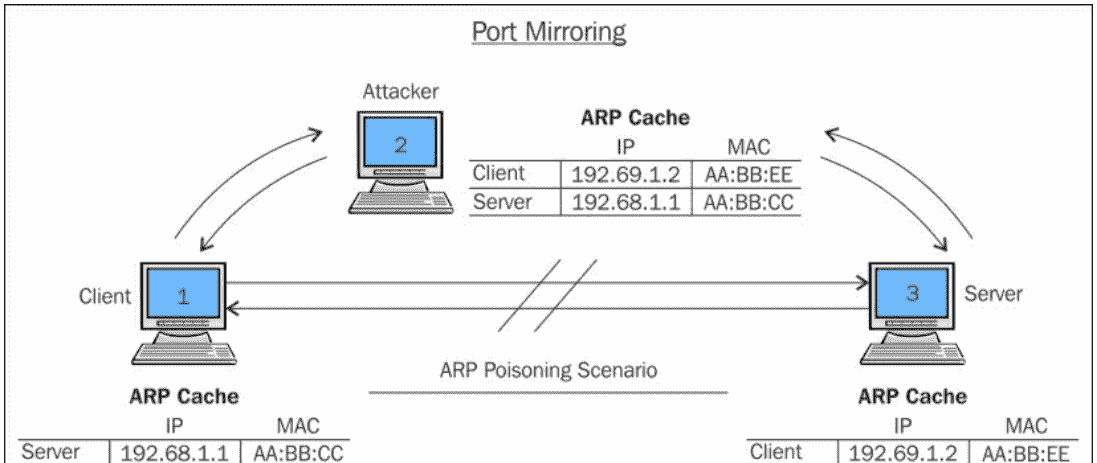 Port Mirroring
Attacker
2
ARP Cache
IP MAC
Client 192.69.1.2 AA:BB:EE
Server 192.68.1.1 AA:BB:CC
Client
1
3
Server
ARP Poisoning Scenario
ARP Cache
IP MAC
Server 192.68.1.1 AA:BB:CC
ARP Cache
IP MAC
Client 192.69.1.2 AA:BB:EE